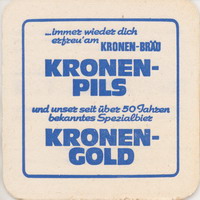 ...immer wieder dich
erfreu' am KRONEN-BRÄU
KRONEN-
PILS
und unser seit über 50 Jahren
bekanntes Spezialbier
KRONEN-
GOLD